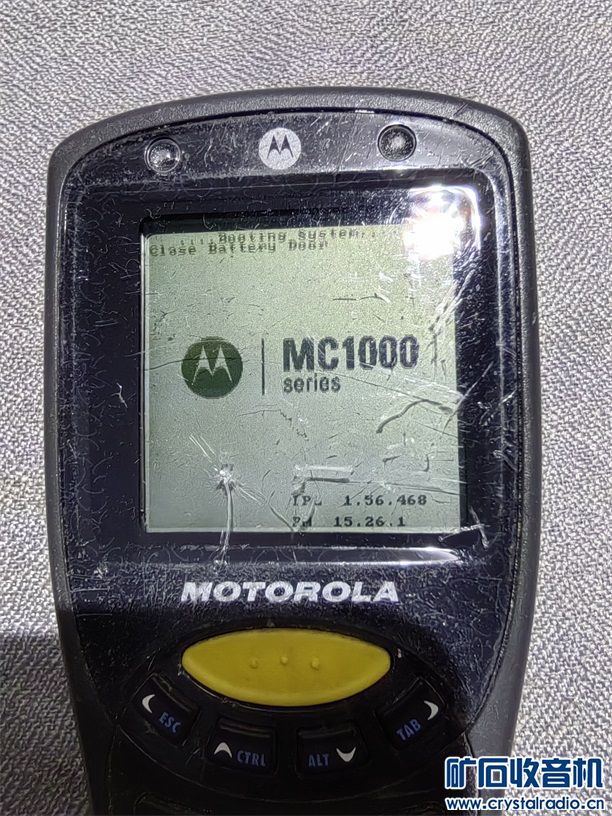 ....Booting System....
Close Battery Door
MC1000
series
IPL 1.56.468
PM 15.26.1
MOTOROLA
ESC
CTRL
ALT
TAB
矿石收音机
www.crystalradio.cn